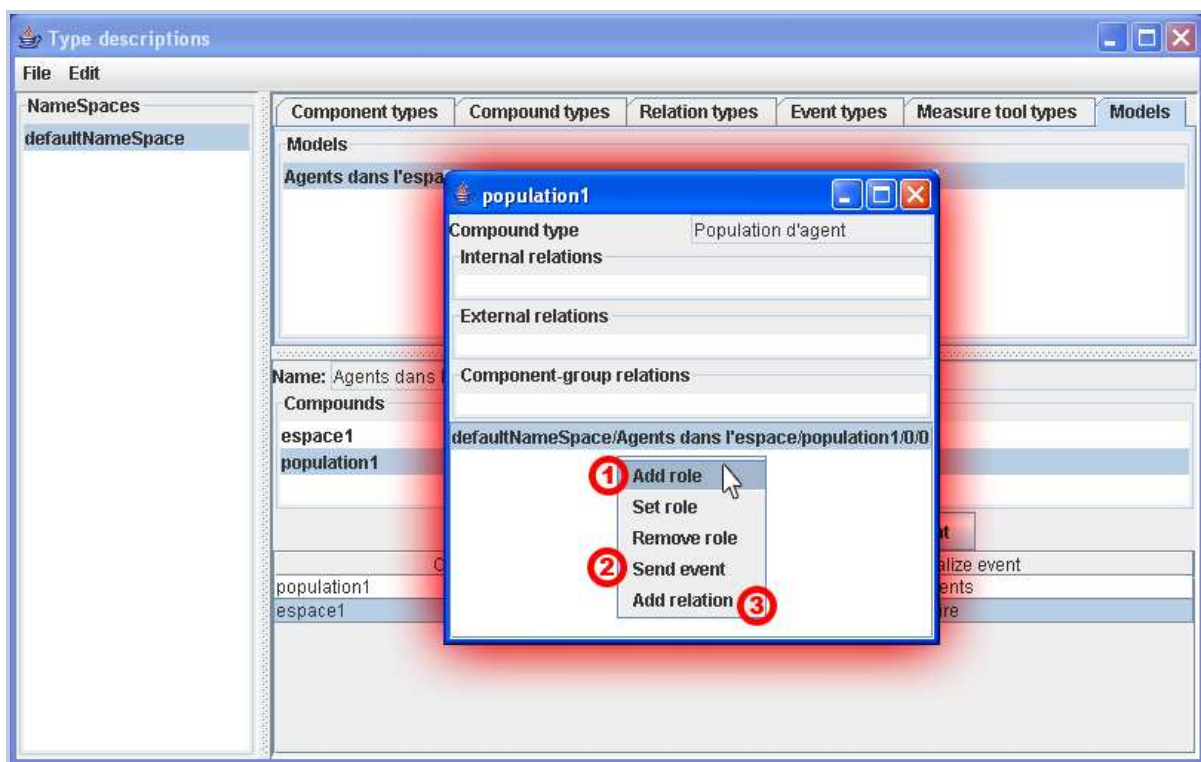 Type descriptions
File Edit
NameSpaces
defaultNameSpace
Component types Compound types Relation types Event types Measure tool types Models
Models
Agents dans l'espa
population1
Compound type Population d'agent
Internal relations
External relations
Component-group relations
defaultNameSpace/Agents dans l'espace/population1/0/0
1 Add role
Set role
Remove role
2 Send event
Add relation 3
Name: Agents dans
Compounds
espace1
population1
alize event
population1
espace1